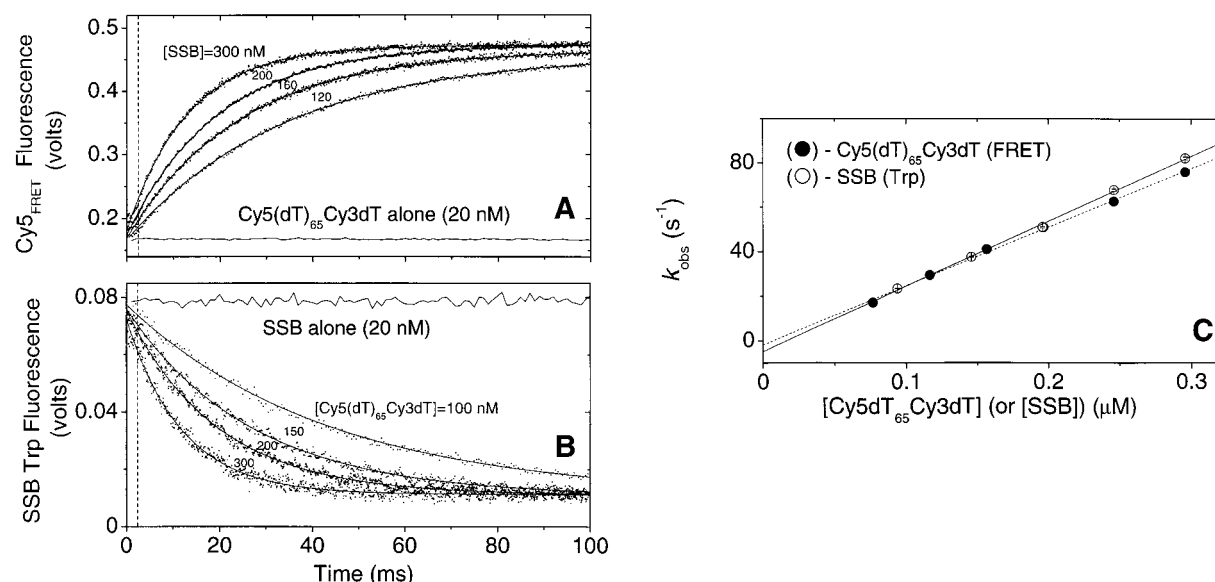 0.5
0.4
0.3
0.2
Cy5FRET Fluorescence
(volts)
[SSB]=300 nM
200
160
120
Cy5(dT)65Cy3dT alone (20 nM)
A
0.08
0.04
0
SSB Trp Fluorescence
(volts)
SSB alone (20 nM)
[Cy5(dT)65Cy3dT]=100 nM
150
200
300
B
0 20 40 60 80 100
Time (ms)
80
40
0
kobs (s-1)
(●) - Cy5(dT)65Cy3dT (FRET)
(○) - SSB (Trp)
C
0 0.1 0.2 0.3
[Cy5dT65Cy3dT] (or [SSB]) (μM)